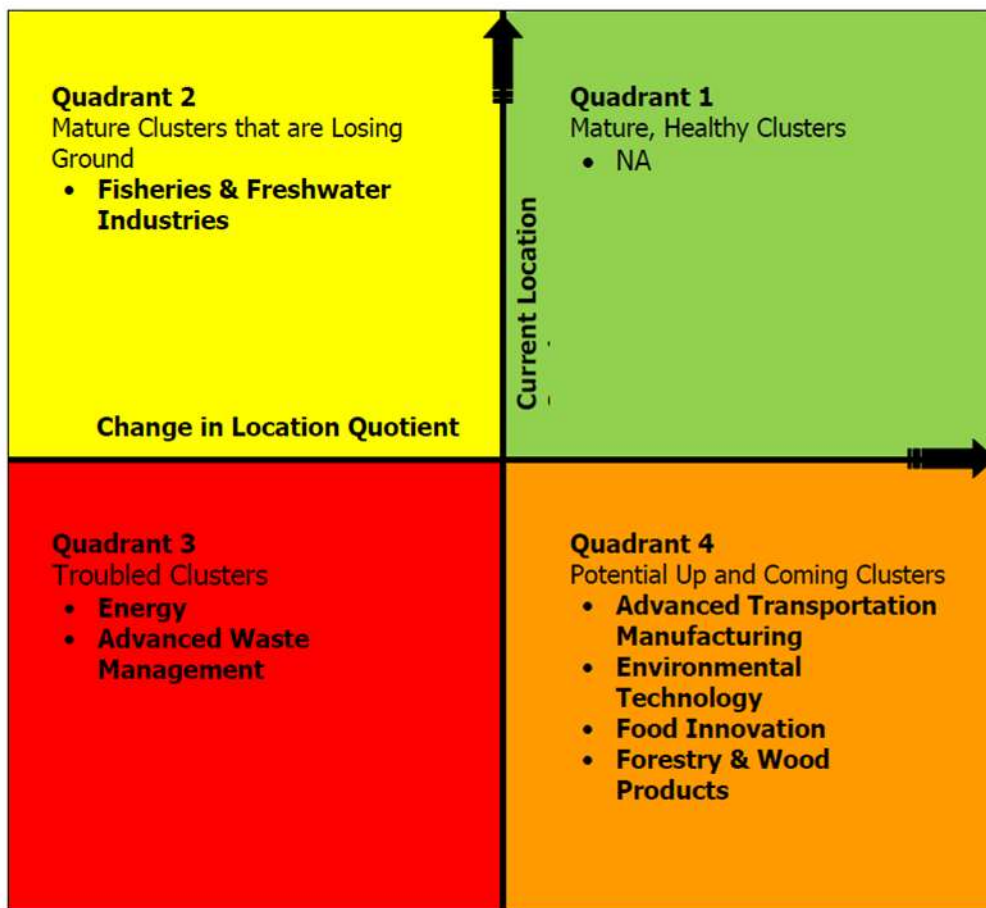 Quadrant 2
Mature Clusters that are Losing
Ground
• Fisheries & Freshwater
Industries
Quadrant 1
Mature, Healthy Clusters
• NA
Current Location
Change in Location Quotient
Quadrant 3
Troubled Clusters
• Energy
• Advanced Waste
Management
Quadrant 4
Potential Up and Coming Clusters
• Advanced Transportation
Manufacturing
• Environmental
Technology
• Food Innovation
• Forestry & Wood
Products